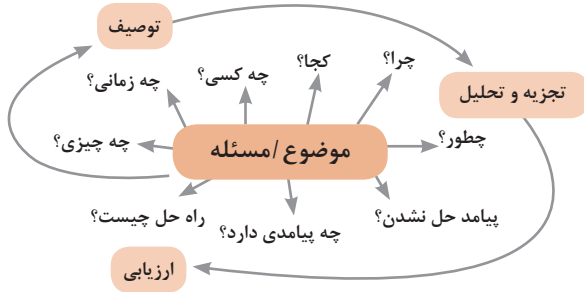 توصیف
چرا؟
کجا؟
چه کسی؟
چه زمانی؟
تجزیه و تحلیل
چطور؟
موضوع/مسئله
چه چیزی؟
پیامد حل نشدن؟
چه پیامدی دارد؟
راه حل چیست؟
ارزیابی